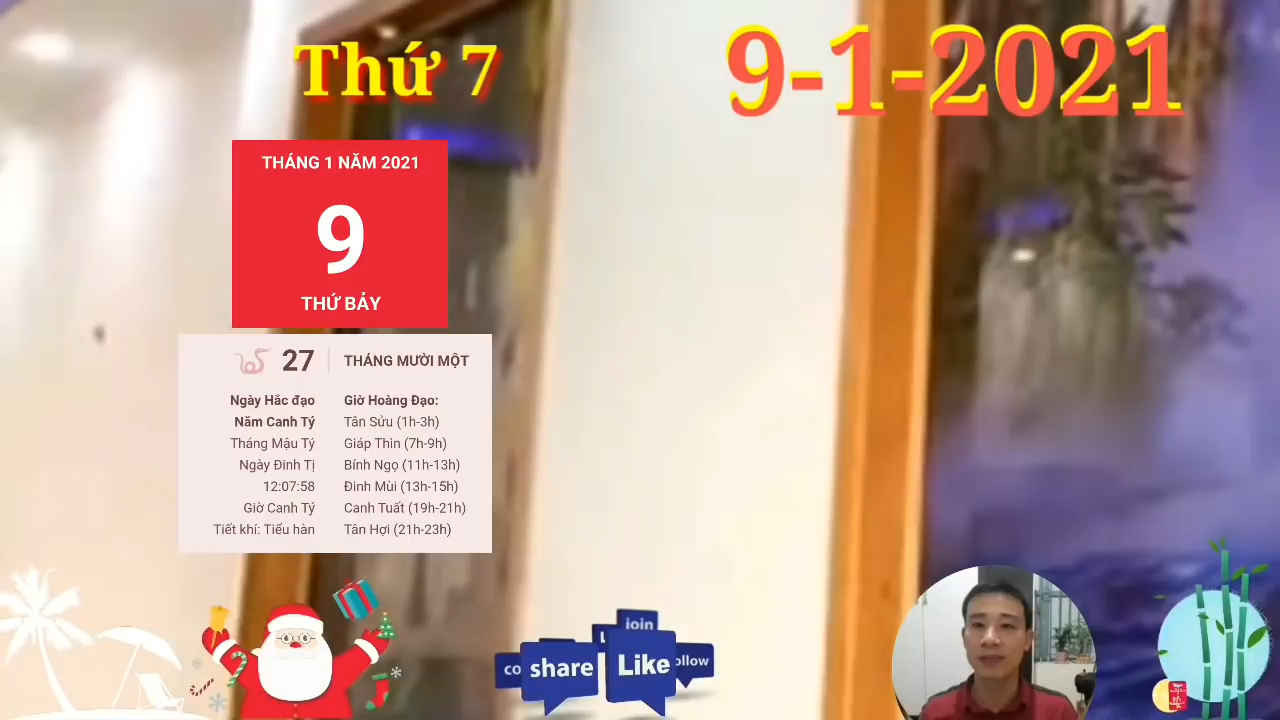 Thứ 7
9-1-2021
THÁNG 1 NĂM 2021
9
THỨ BẢY
27
THÁNG MƯỜI MỘT
Ngày Hắc đạo
Năm Canh Tý
Tháng Mậu Tý
Ngày Đinh Tị
12:07:58
Giờ Canh Tý
Tiết khí: Tiểu hàn
Giờ Hoàng Đạo:
Tân Sửu (1h-3h)
Giáp Thìn (7h-9h)
Bính Ngọ (11h-13h)
Đinh Mùi (13h-15h)
Canh Tuất (19h-21h)
Tân Hợi (21h-23h)
join
share
Like